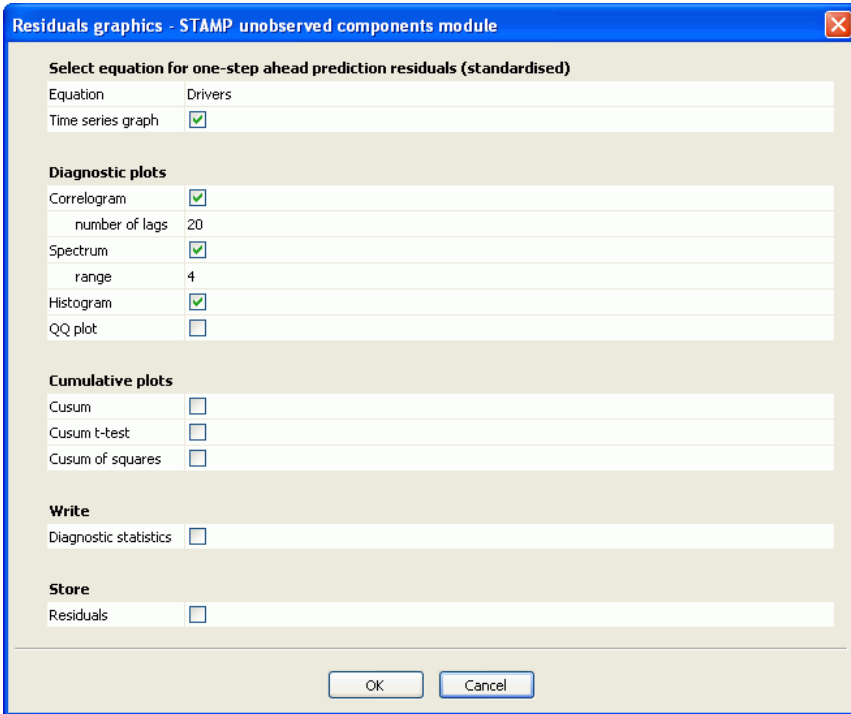 Residuals graphics - STAMP unobserved components module
Select equation for one-step ahead prediction residuals (standardised)
Equation Drivers
Time series graph
Diagnostic plots
Correlogram
number of lags 20
Spectrum
range 4
Histogram
QQ plot
Cumulative plots
Cusum
Cusum t-test
Cusum of squares
Write
Diagnostic statistics
Store
Residuals
OK Cancel